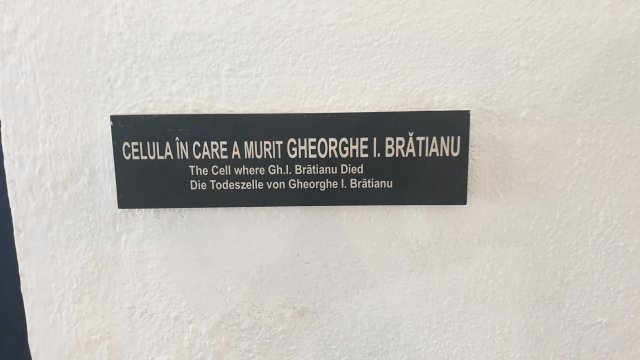 CELULA ÎN CARE A MURIT GHEORGHE I. BRĂTIANU
The Cell where Gh.I. Brătianu Died
Die Todeszelle von Gheorghe I. Brătianu